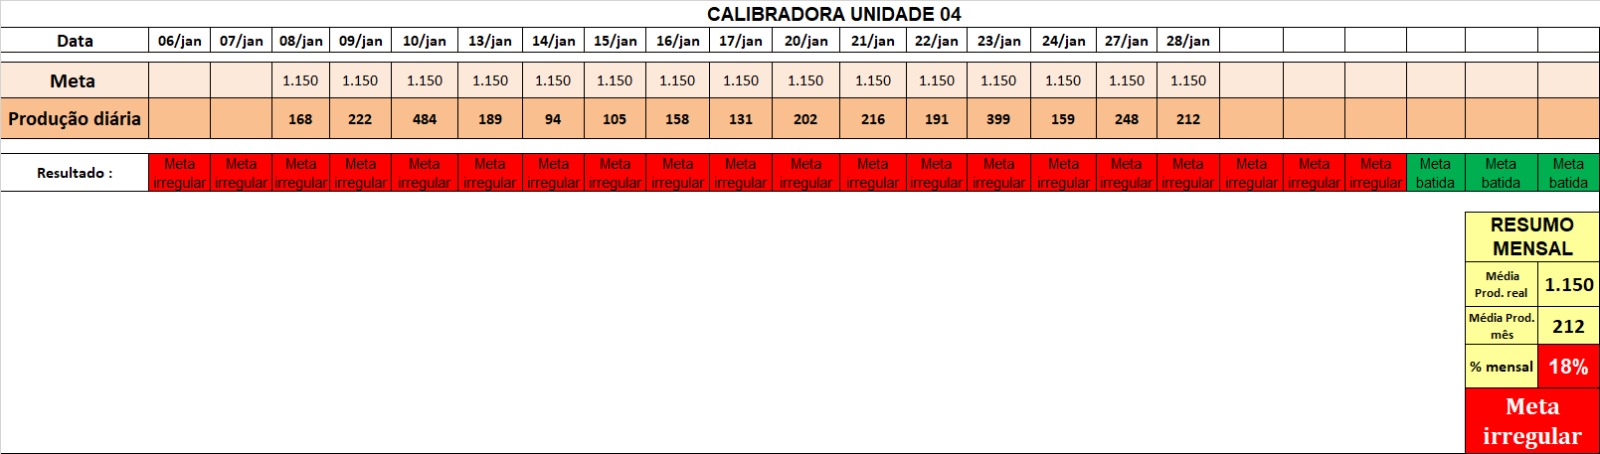 CALIBRADORA UNIDADE 04
Data 06/jan 07/jan 08/jan 09/jan 10/jan 13/jan 14/jan 15/jan 16/jan 17/jan 20/jan 21/jan 22/jan 23/jan 24/jan 27/jan 28/jan
Meta 1.150 1.150 1.150 1.150 1.150 1.150 1.150 1.150 1.150 1.150 1.150 1.150 1.150 1.150 1.150
Produção diária 168 222 484 189 94 105 158 131 202 216 191 399 159 248 212
Resultado : Meta irregular Meta irregular Meta irregular Meta irregular Meta irregular Meta irregular Meta irregular Meta irregular Meta irregular Meta irregular Meta irregular Meta irregular Meta irregular Meta irregular Meta irregular Meta irregular Meta irregular Meta irregular Meta irregular Meta irregular Meta batida Meta batida Meta batida
RESUMO
MENSAL
Média
Prod. real 1.150
Média Prod.
mês 212
% mensal 18%
Meta
irregular